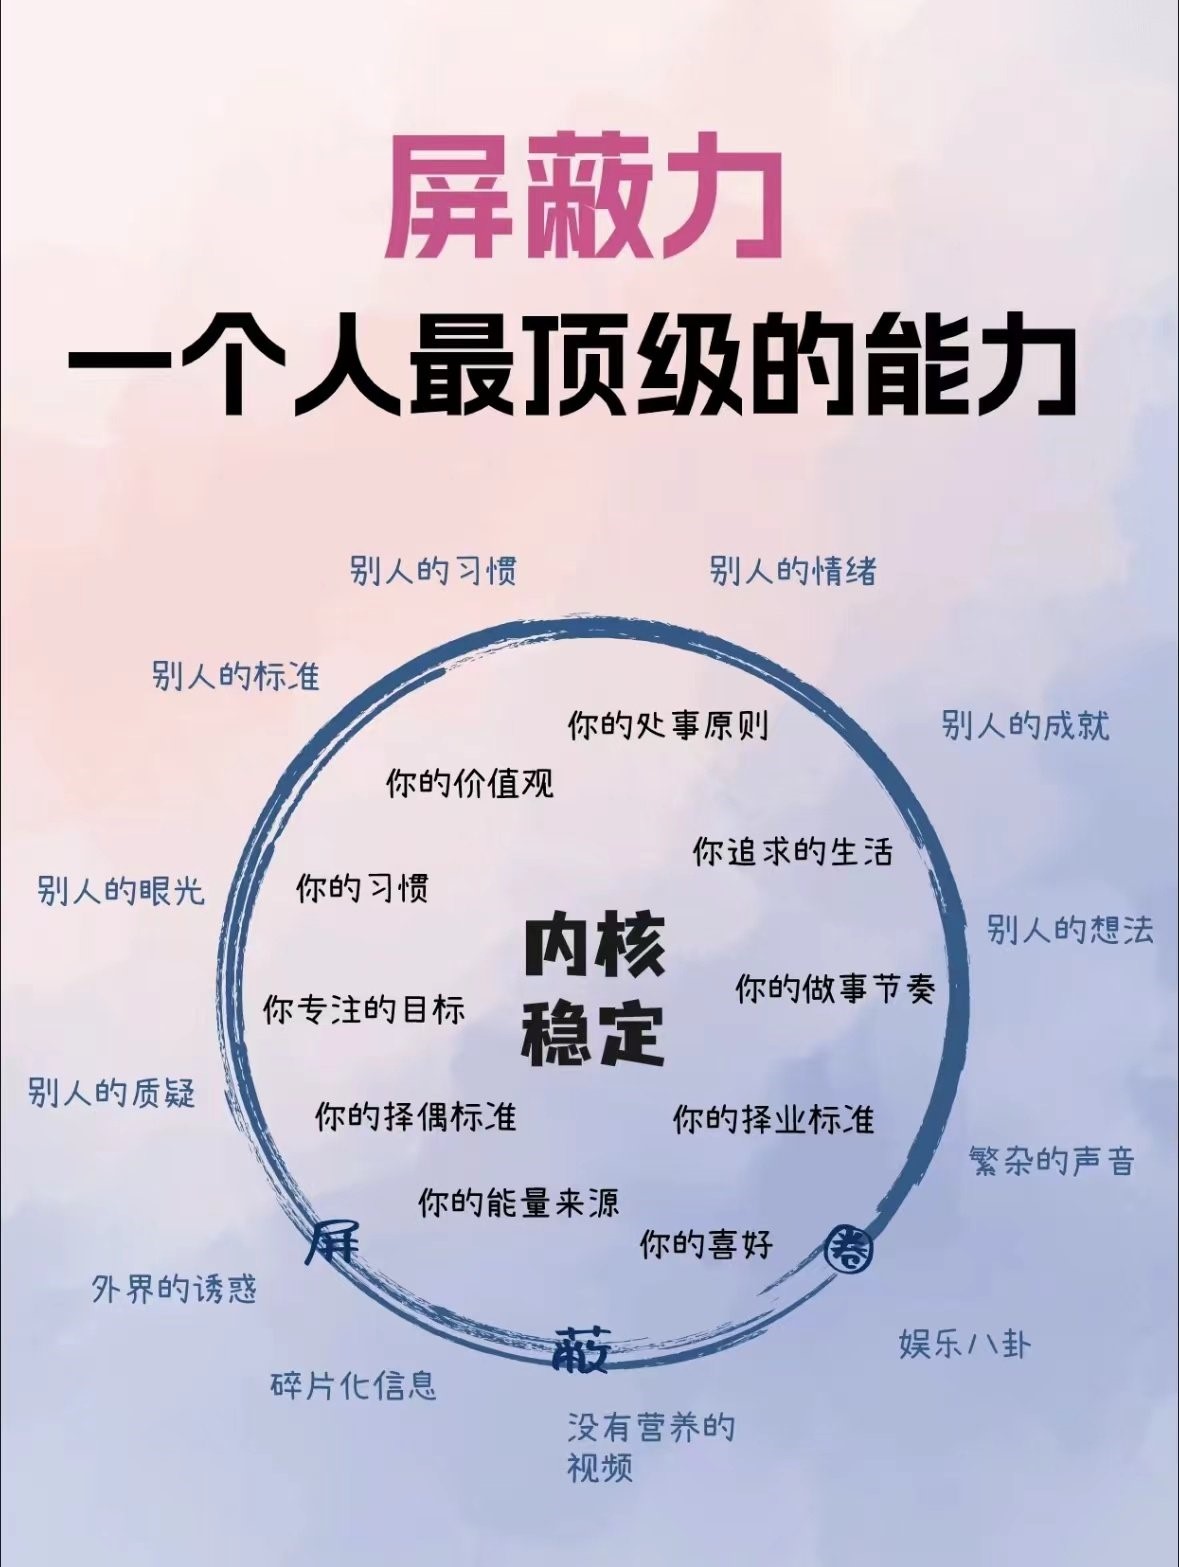 屏蔽力
一个人最顶级的能力
别人的习惯
别人的情绪
别人的标准
别人的成就
你的处事原则
你的价值观
你追求的生活
别人的眼光
你的习惯
别人的想法
内核
稳定
你的做事节奏
你专注的目标
别人的质疑
你的择偶标准
你的择业标准
繁杂的声音
你的能量来源
你的喜好
屏
蔽
卷
外界的诱惑
娱乐八卦
碎片化信息
没有营养的
视频